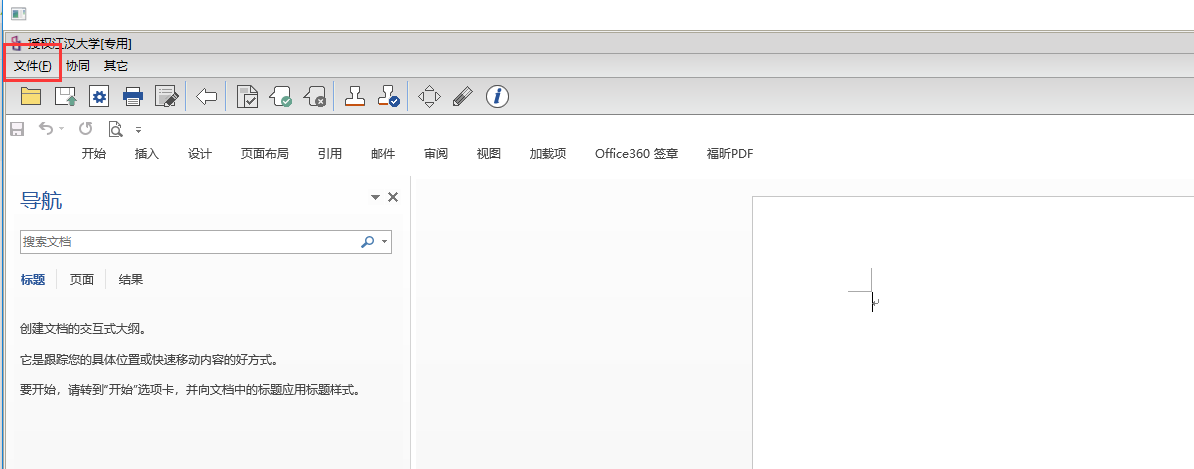 授权江汉大学[专用]
文件(F) 协同 其它
开始 插入 设计 页面布局 引用 邮件 审阅 视图 加载项 Office360 签章 福昕PDF
导航
搜索文档
标题 页面 结果
创建文档的交互式大纲。
它是跟踪您的具体位置或快速移动内容的好方式。
要开始，请转到“开始”选项卡，并向文档中的标题应用标题样式。